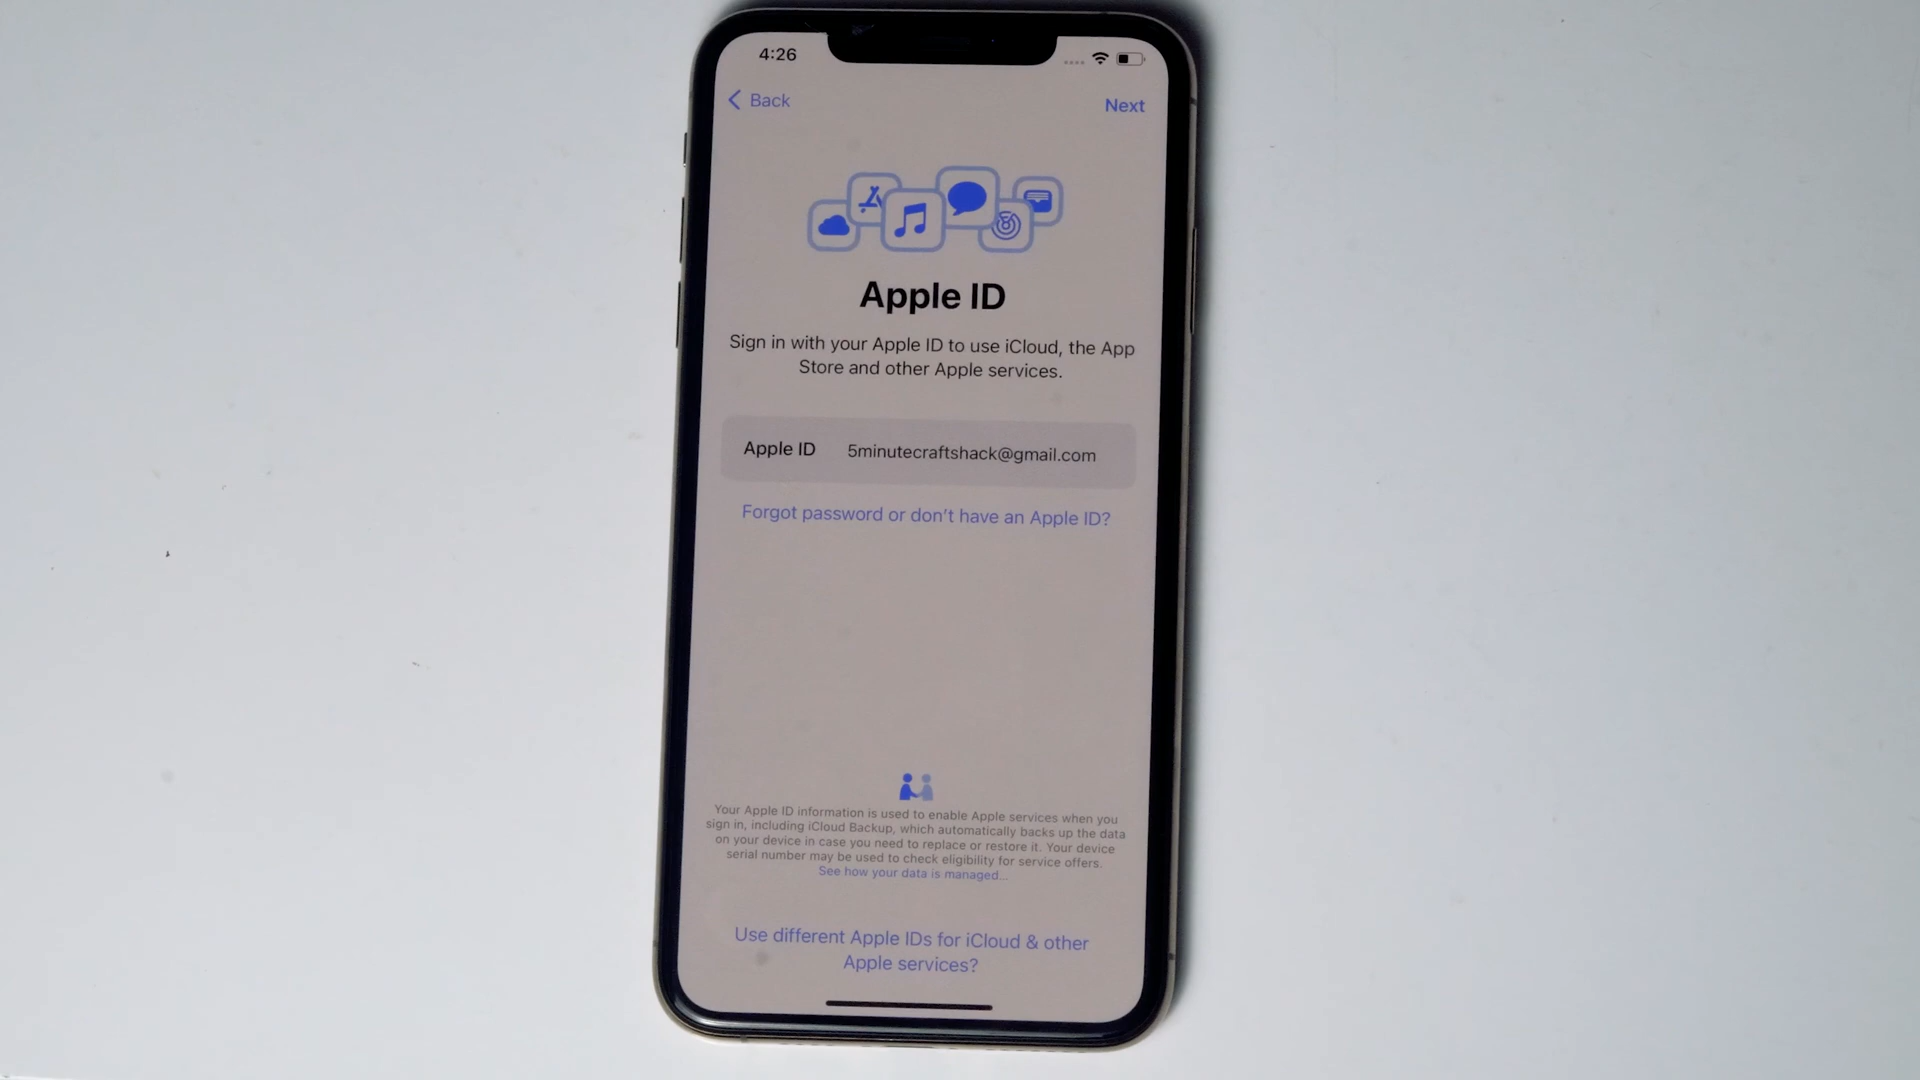 4:26
Back
Next
Apple ID
Sign in with your Apple ID to use iCloud, the App
Store and other Apple services.
Apple ID 5minutecraftshack@gmail.com
Forgot password or don't have an Apple ID?
Your Apple ID information is used to enable Apple services when you
sign in, including iCloud Backup, which automatically backs up the data
on your device in case you need to replace or restore it. Your device
serial number may be used to check eligibility for service offers.
See how your data is managed...
Use different Apple IDs for iCloud & other
Apple services?